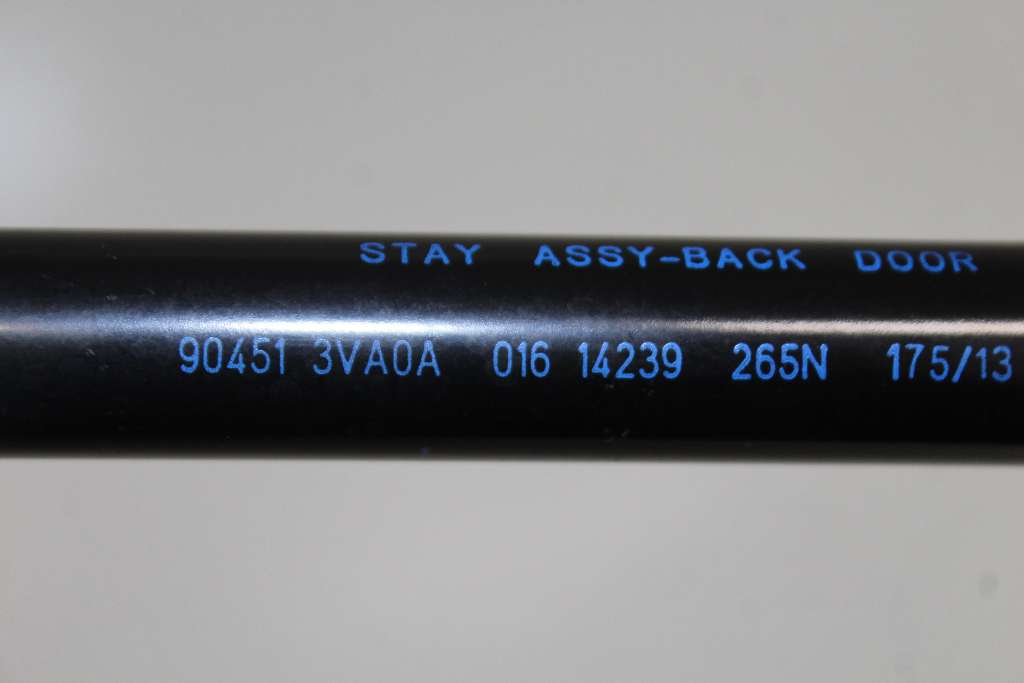 STAY ASSY-BACK DOOR
90451 3VA0A 016 14239 265N 175/13